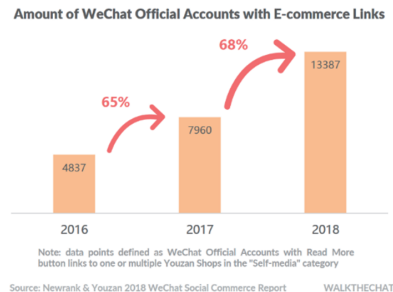 Amount of WeChat Official Accounts with E-commerce Links
68%
13387
65%
7960
4837
2016 2017 2018
Note: data points defined as WeChat Official Accounts with Read More
button links to one or multiple Youzan Shops in the "Self-media" category
Source: Newrank & Youzan 2018 WeChat Social Commerce Report WALKTHECHAT